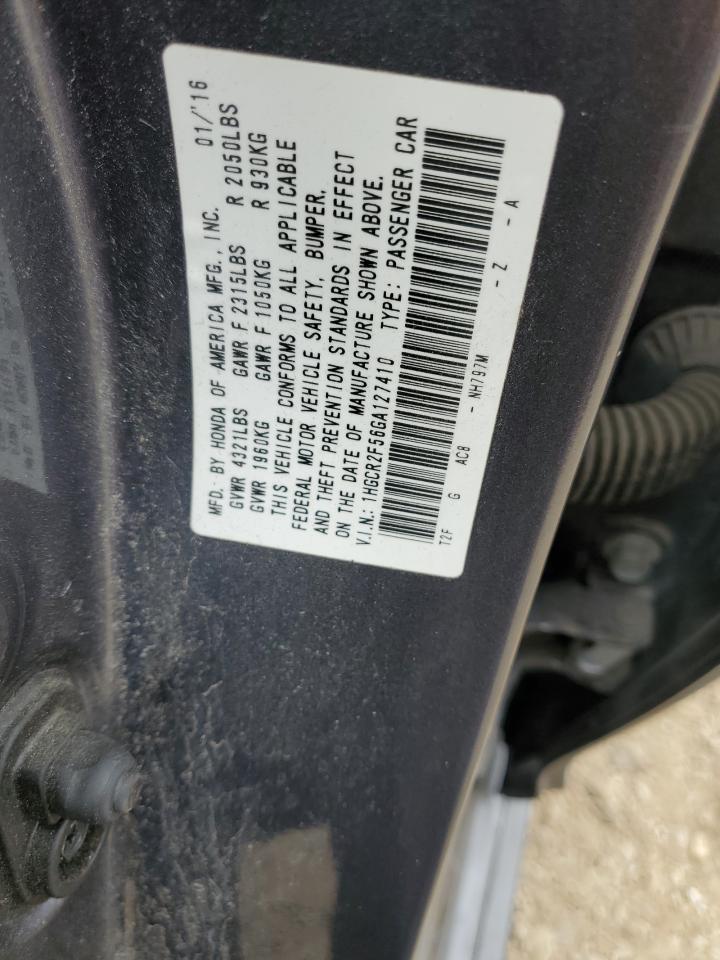 MFD. BY HONDA OF AMERICA MFG., INC. 01/'16
GVWR 4321LBS GAWR F 2315LBS R 2050LBS
GVWR 1960KG GAWR F 1050KG R 930KG
THIS VEHICLE CONFORMS TO ALL APPLICABLE
FEDERAL MOTOR VEHICLE SAFETY, BUMPER,
AND THEFT PREVENTION STANDARDS IN EFFECT
ON THE DATE OF MANUFACTURE SHOWN ABOVE.
V.I.N.: 1HGCR2F56GA127410 TYPE: PASSENGER CAR
T2F G AC8 - NH797M - Z - A